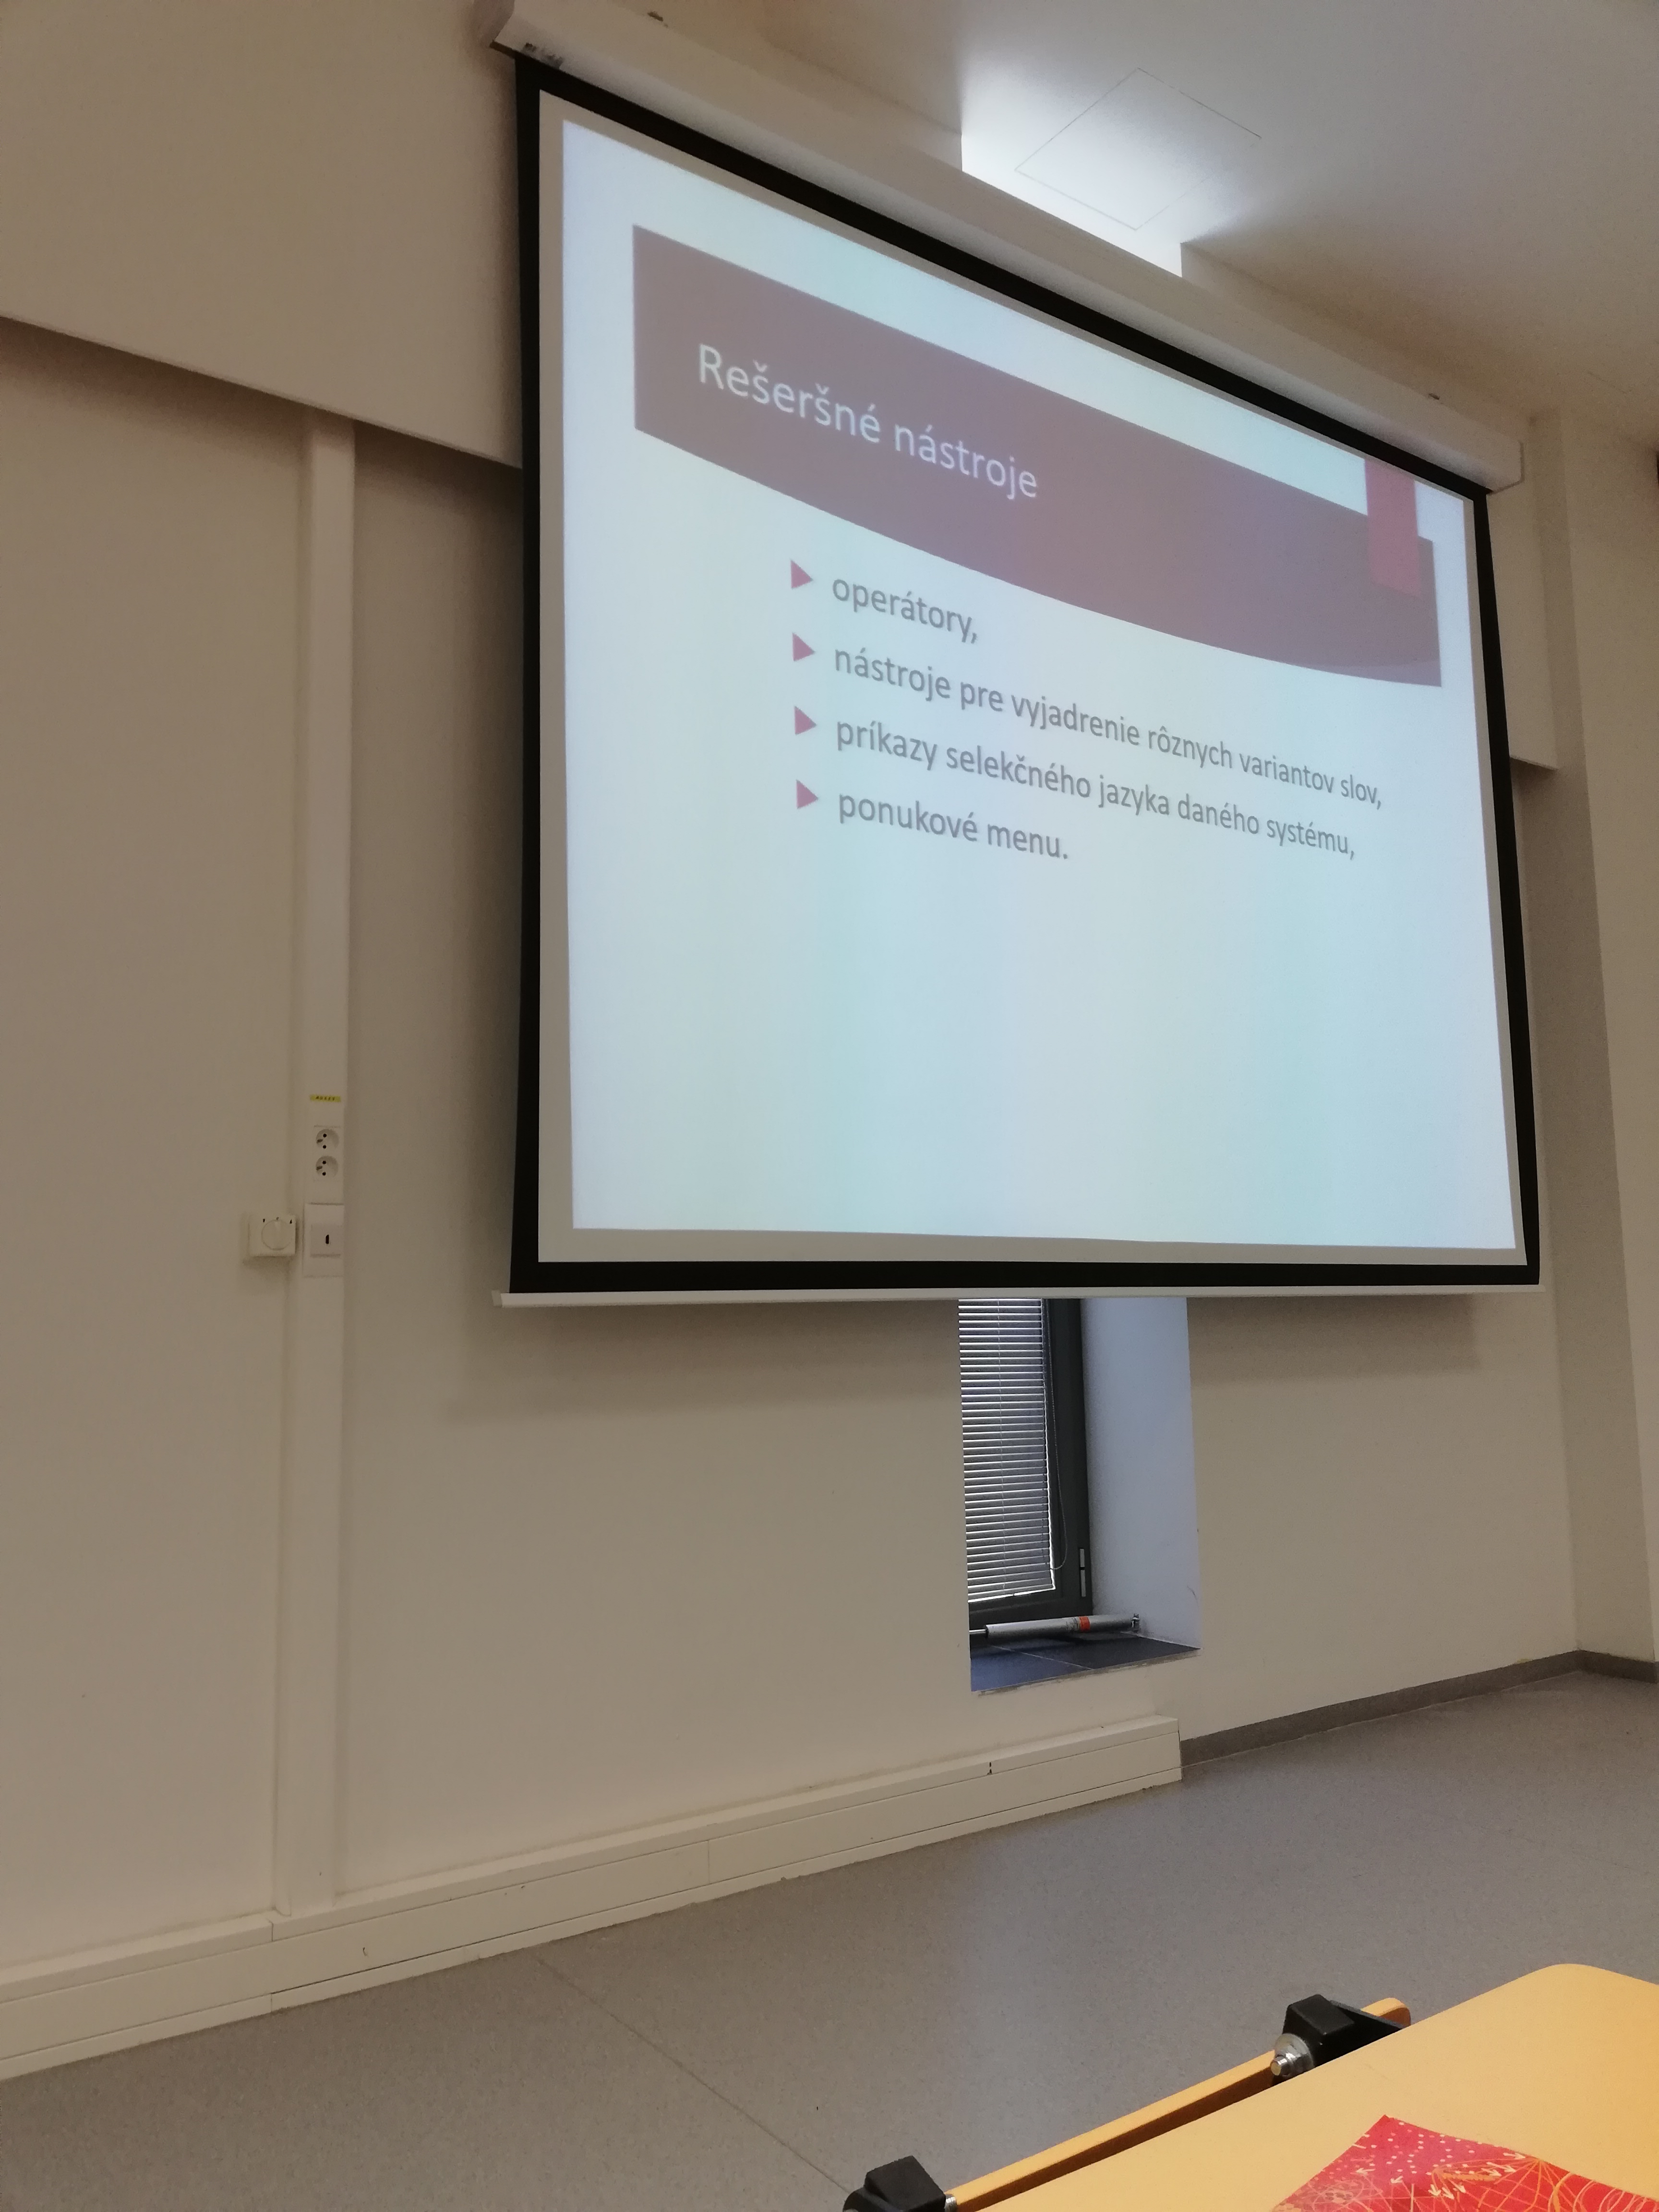 Rešeršné nástroje
operátory,
nástroje pre vyjadrenie rôznych variantov slov,
príkazy selekčného jazyka daného systému,
ponukové menu.